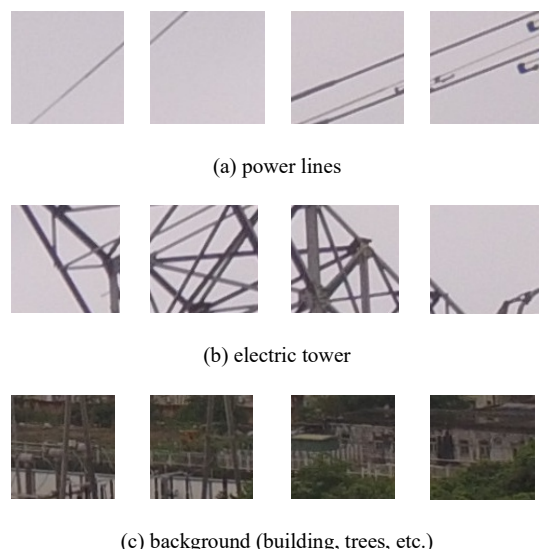 (a) power lines
(b) electric tower
(c) background (building, trees, etc.)